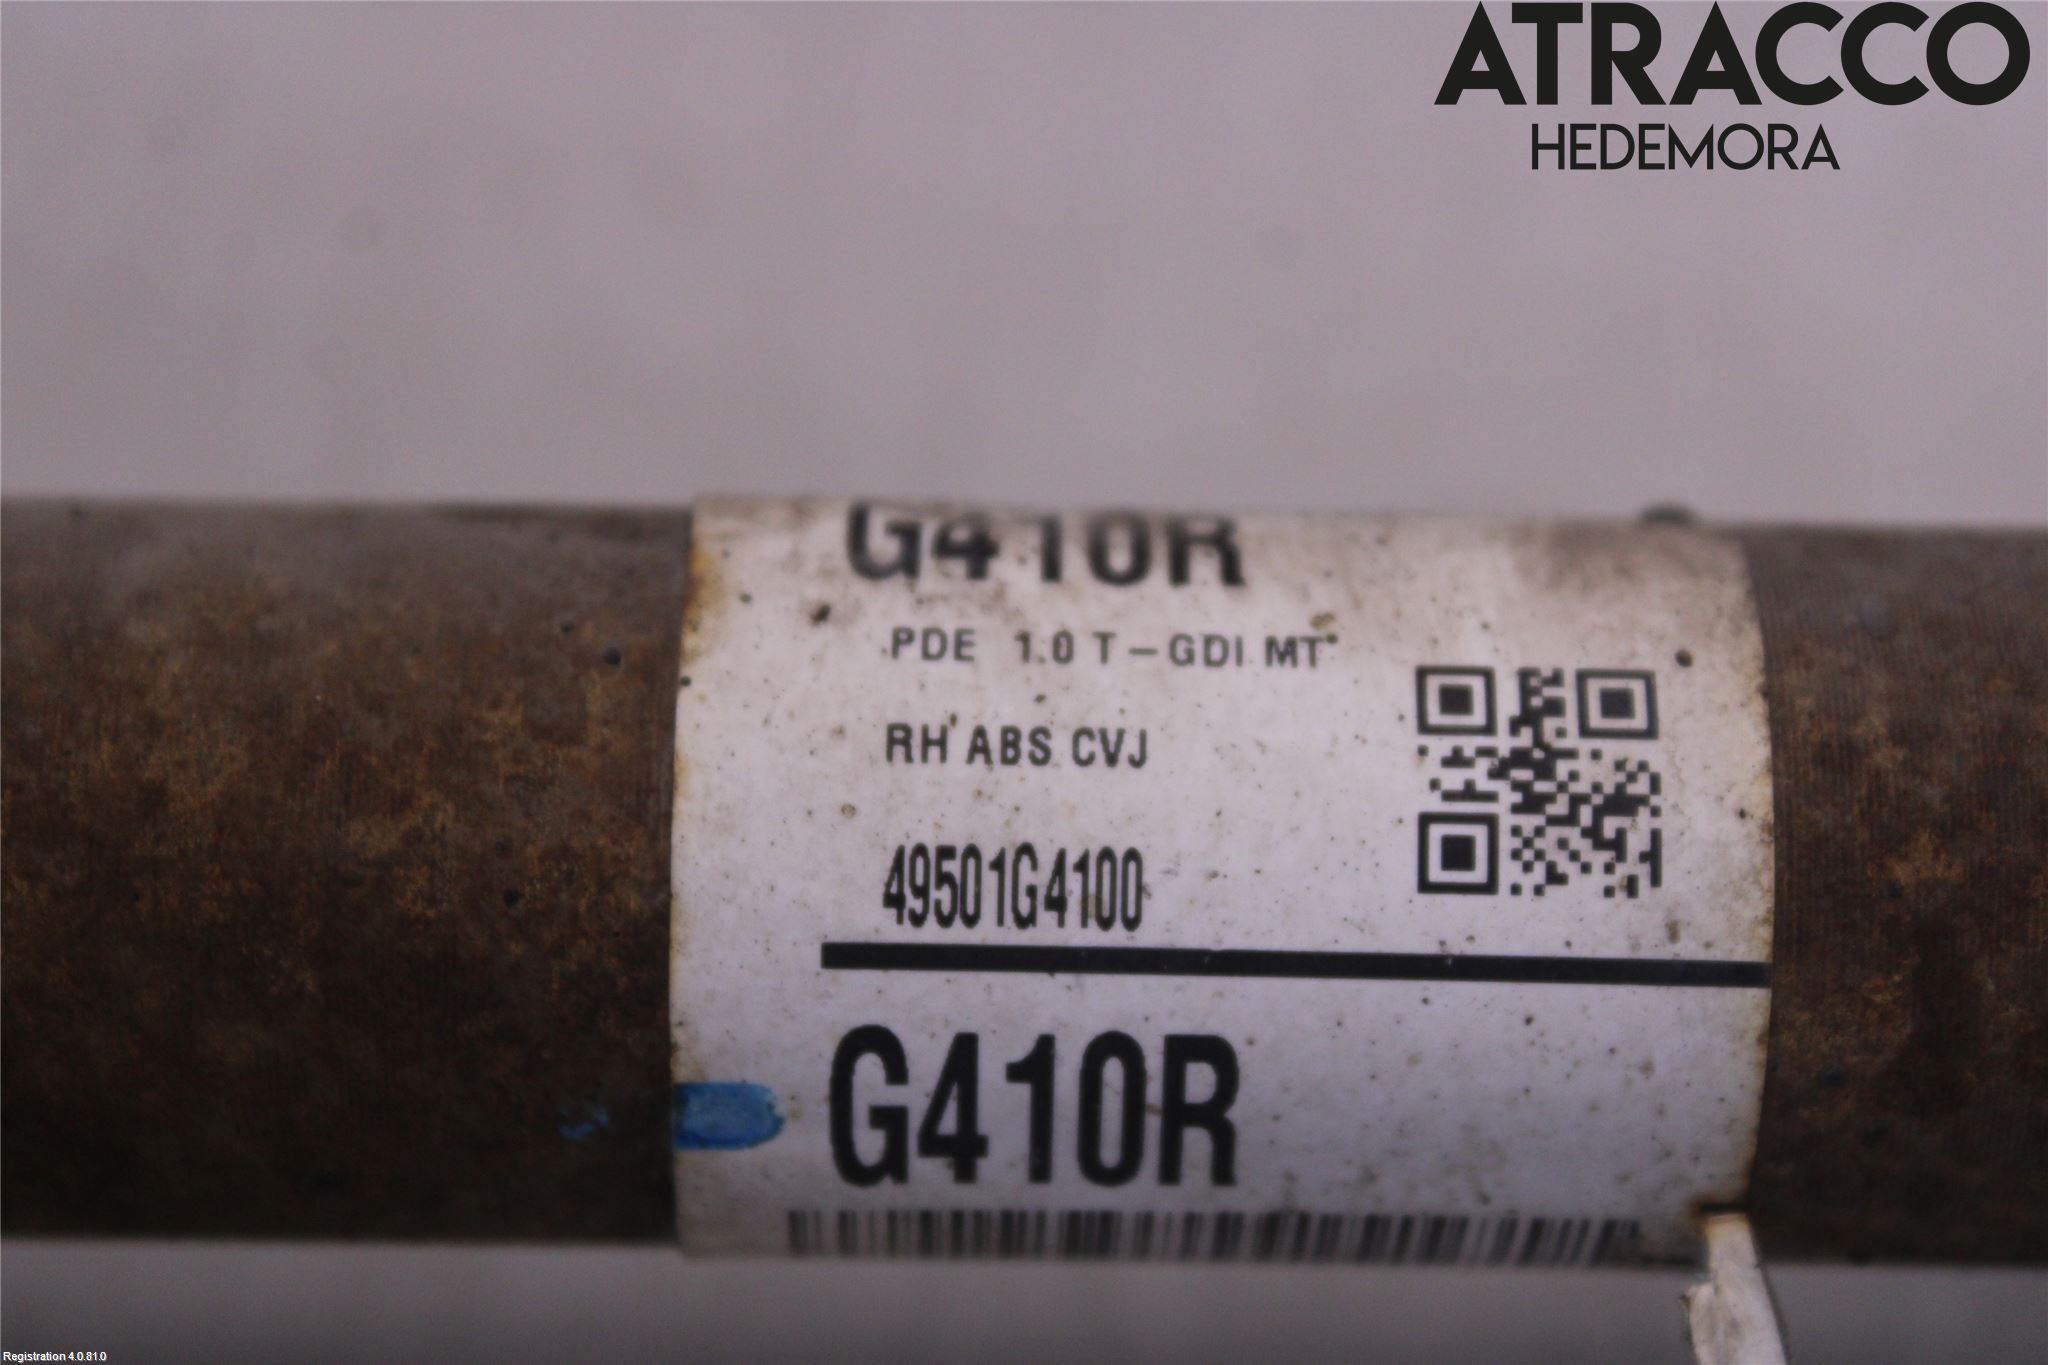 ATRACCO
HEDEMORA
G410R
PDE 1.0 T-GDI MT
RH ABS CVJ
49501G4100
G410R
Registration 4.0.81.0